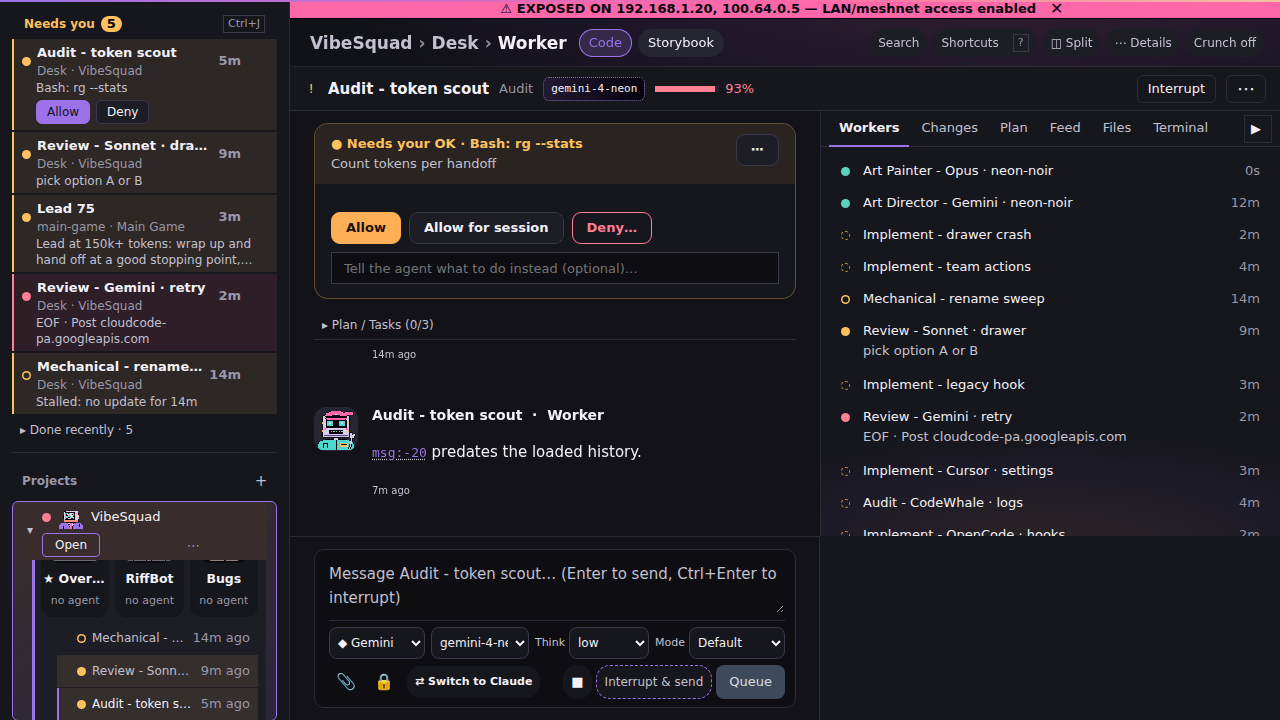 ⚠ EXPOSED ON 192.168.1.20, 100.64.0.5 — LAN/meshnet access enabled ✕
Needs you 5 Ctrl+J
Audit - token scout 5m
Desk · VibeSquad
Bash: rg --stats
Allow Deny
Review - Sonnet · dra… 9m
Desk · VibeSquad
pick option A or B
Lead 75 3m
main-game · Main Game
Lead at 150k+ tokens: wrap up and
hand off at a good stopping point,…
Review - Gemini · retry 2m
Desk · VibeSquad
EOF · Post cloudcode-
pa.googleapis.com
Mechanical - rename… 14m
Desk · VibeSquad
Stalled: no update for 14m
▸ Done recently · 5
Projects +
▾ VibeSquad
Open ···
★ Over… RiffBot Bugs
no agent no agent no agent
Mechanical - … 14m ago
Review - Sonn… 9m ago
Audit - token s… 5m ago
VibeSquad › Desk › Worker Code Storybook Search Shortcuts ? ◫ Split ··· Details Crunch off
! Audit - token scout Audit gemini-4-neon 93% Interrupt ···
● Needs your OK · Bash: rg --stats ···
Count tokens per handoff
Allow Allow for session Deny…
Tell the agent what to do instead (optional)…
▸ Plan / Tasks (0/3)
14m ago
Audit - token scout · Worker
msg:-20 predates the loaded history.
7m ago
Message Audit - token scout… (Enter to send, Ctrl+Enter to
interrupt)
◆ Gemini gemini-4-ne Think low Mode Default
📎 🔒 ⇄ Switch to Claude ■ Interrupt & send Queue
Workers Changes Plan Feed Files Terminal ▶
Art Painter - Opus · neon-noir 0s
Art Director - Gemini · neon-noir 12m
Implement - drawer crash 2m
Implement - team actions 4m
Mechanical - rename sweep 14m
Review - Sonnet · drawer 9m
pick option A or B
Implement - legacy hook 3m
Review - Gemini · retry 2m
EOF · Post cloudcode-pa.googleapis.com
Implement - Cursor · settings 3m
Audit - CodeWhale · logs 4m
Implement - OpenCode · hooks 2m